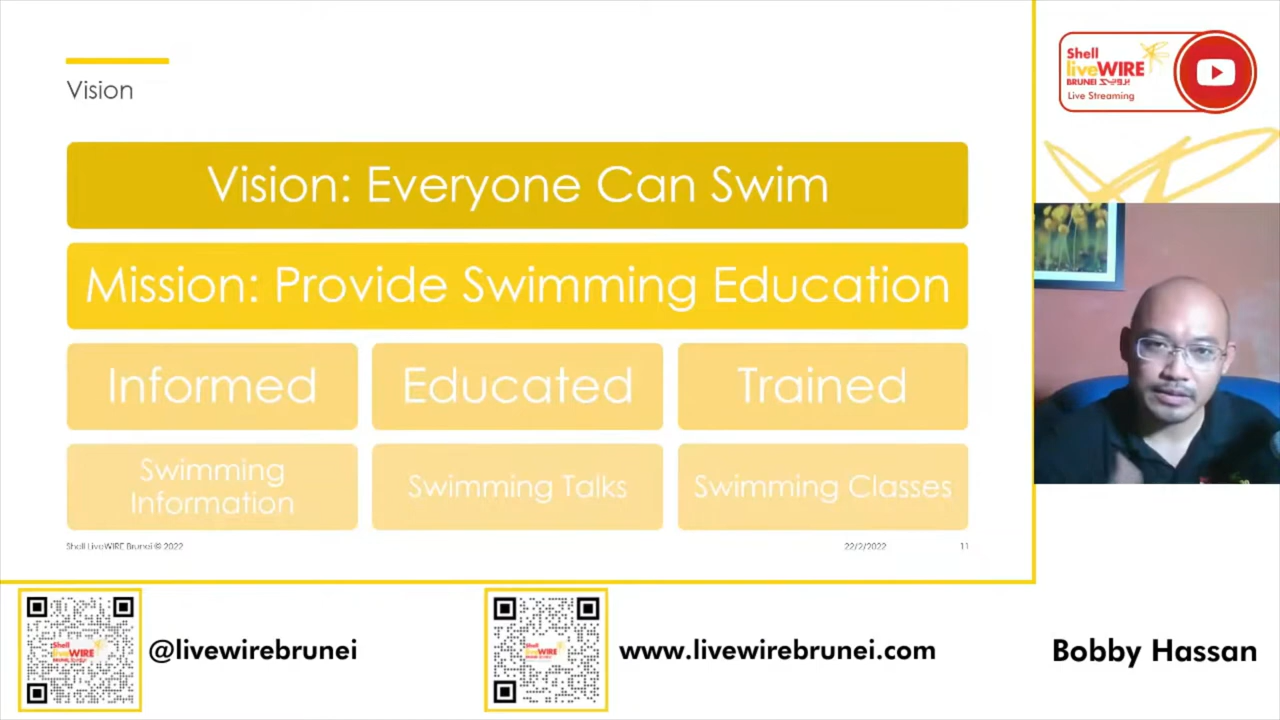 Vision
Vision: Everyone Can Swim
Mission: Provide Swimming Education
Informed
Educated
Trained
Swimming
Information
Swimming Talks
Swimming Classes
Shell LiveWIRE Brunei © 2022
22/2/2022
11
Shell
liveWIRE
BRUNEI
Live Streaming
@livewirebrunei
www.livewirebrunei.com
Bobby Hassan